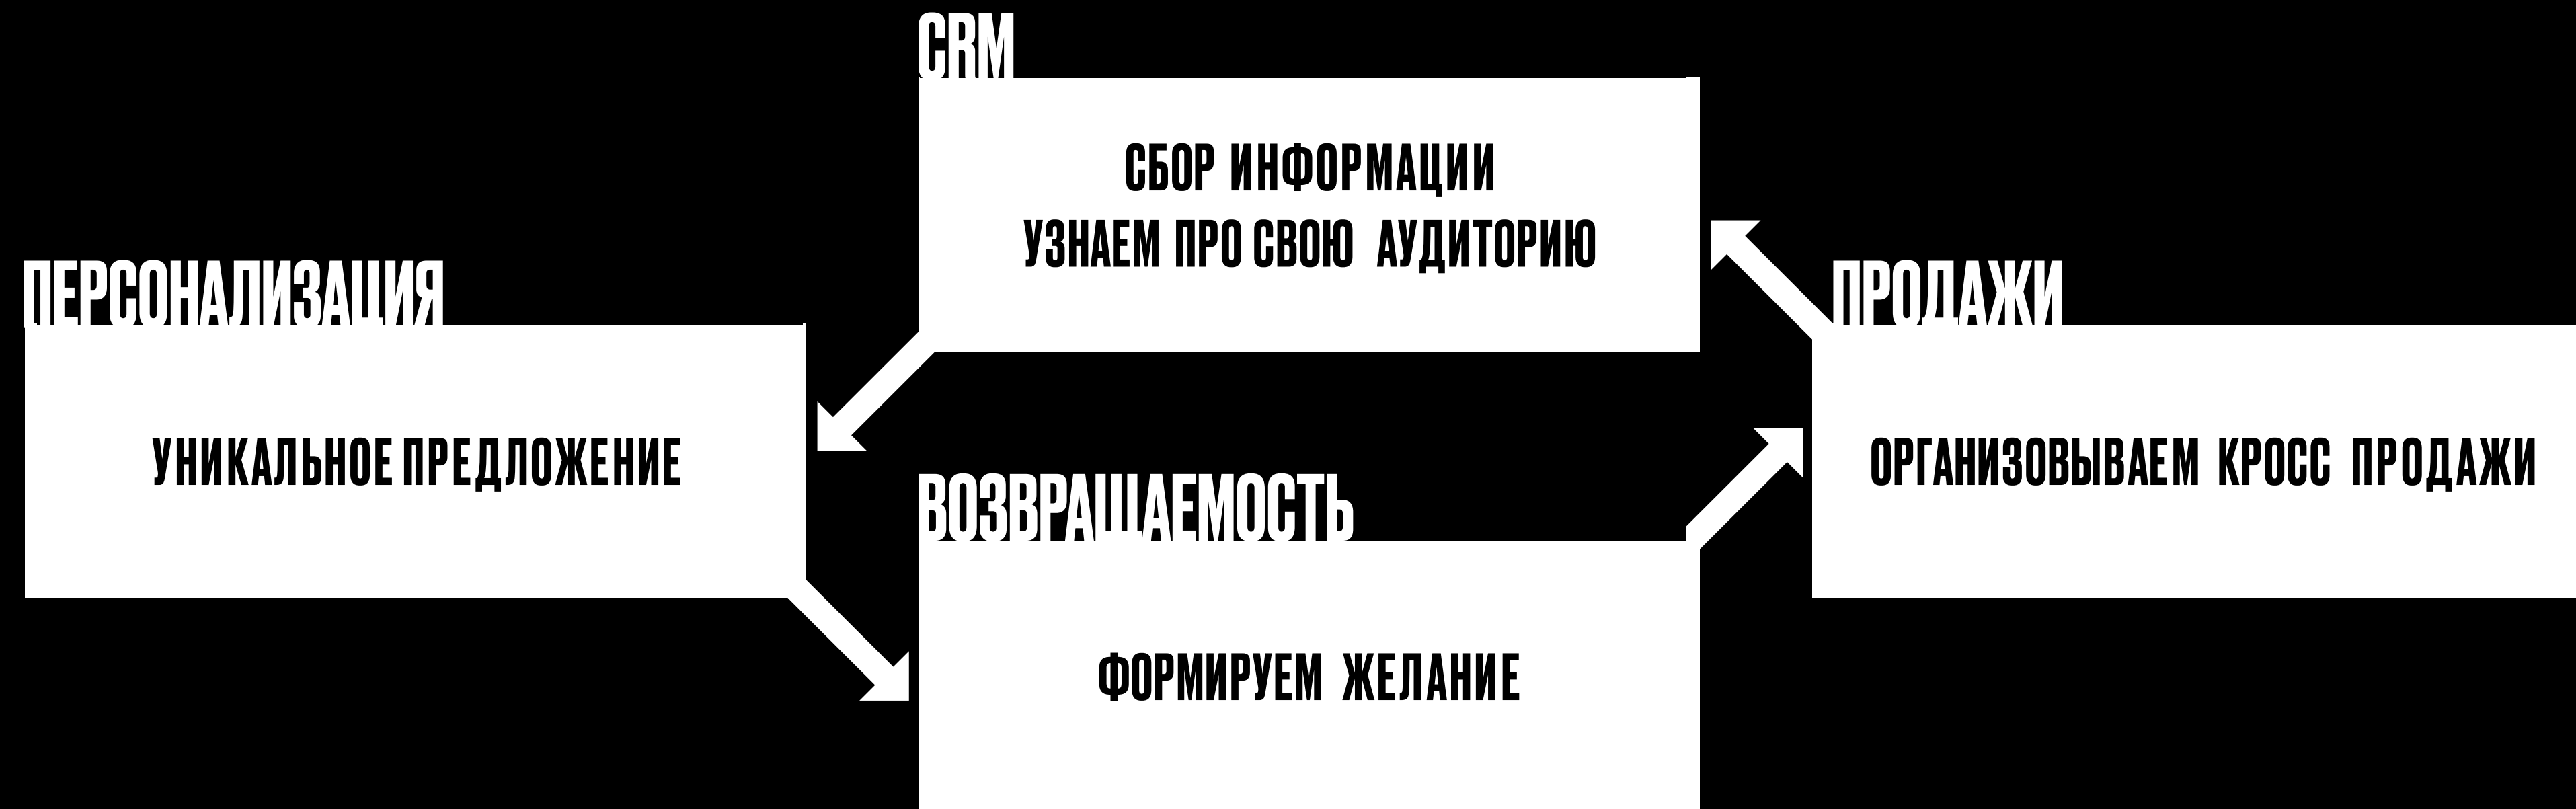 CRM
СБОР ИНФОРМАЦИИ
УЗНАЕМ ПРО СВОЮ АУДИТОРИЮ
ПЕРСОНАЛИЗАЦИЯ
УНИКАЛЬНОЕ ПРЕДЛОЖЕНИЕ
ПРОДАЖИ
ОРГАНИЗОВЫВАЕМ КРОСС ПРОДАЖИ
ВОЗВРАЩАЕМОСТЬ
ФОРМИРУЕМ ЖЕЛАНИЕ